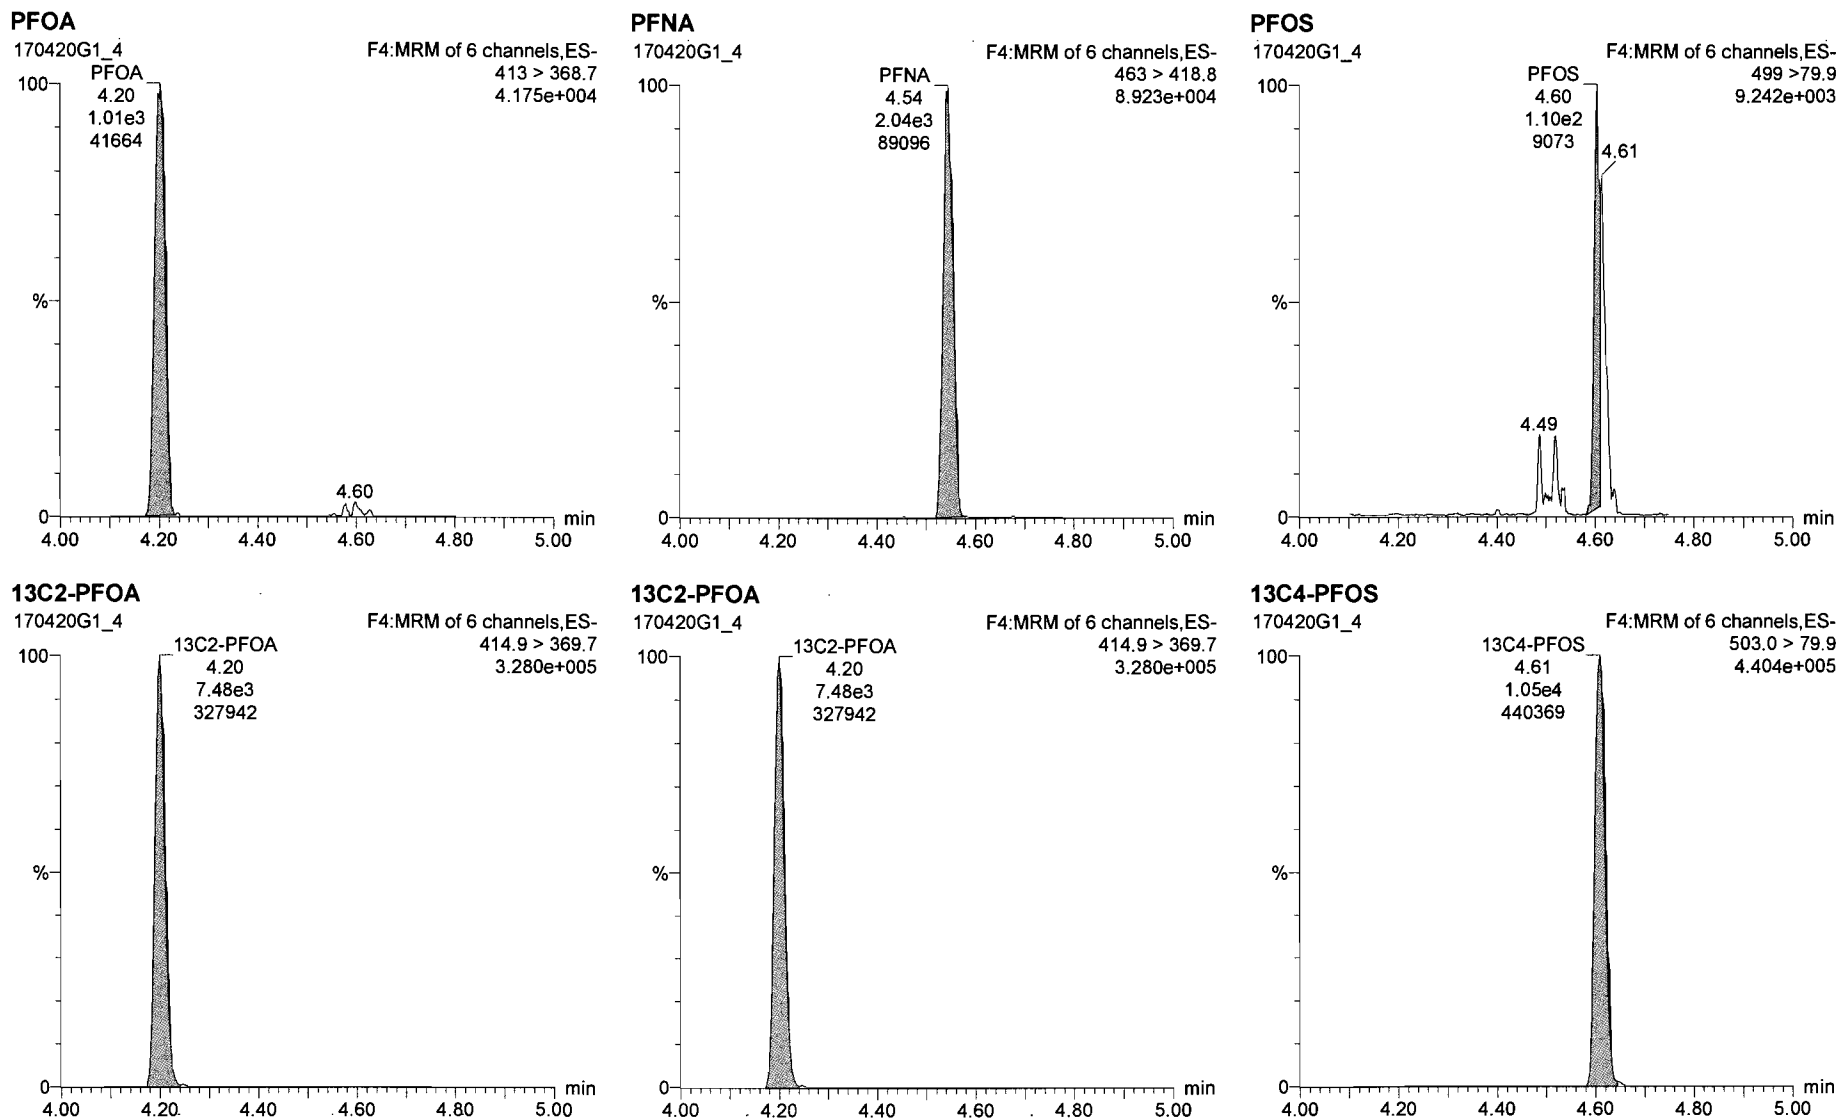 PFOA
170420G1_4
F4:MRM of 6 channels,ES-
413 > 368.7
4.175e+004
PFOA
4.20
1.01e3
41664
100
%
4.60
0
min
4.00 4.20 4.40 4.60 4.80 5.00
PFNA
170420G1_4
F4:MRM of 6 channels,ES-
463 > 418.8
8.923e+004
PFNA
4.54
2.04e3
89096
100
%
0
min
4.00 4.20 4.40 4.60 4.80 5.00
PFOS
170420G1_4
F4:MRM of 6 channels,ES-
499 >79.9
9.242e+003
PFOS
4.60
1.10e2
9073
4.61
100
%
4.49
0
min
4.00 4.20 4.40 4.60 4.80 5.00
13C2-PFOA
170420G1_4
F4:MRM of 6 channels,ES-
414.9 > 369.7
3.280e+005
13C2-PFOA
4.20
7.48e3
327942
100
%
0
min
4.00 4.20 4.40 4.60 4.80 5.00
13C2-PFOA
170420G1_4
F4:MRM of 6 channels,ES-
414.9 > 369.7
3.280e+005
13C2-PFOA
4.20
7.48e3
327942
100
%
0
min
4.00 4.20 4.40 4.60 4.80 5.00
13C4-PFOS
170420G1_4
F4:MRM of 6 channels,ES-
503.0 > 79.9
4.404e+005
13C4-PFOS
4.61
1.05e4
440369
100
%
0
min
4.00 4.20 4.40 4.60 4.80 5.00